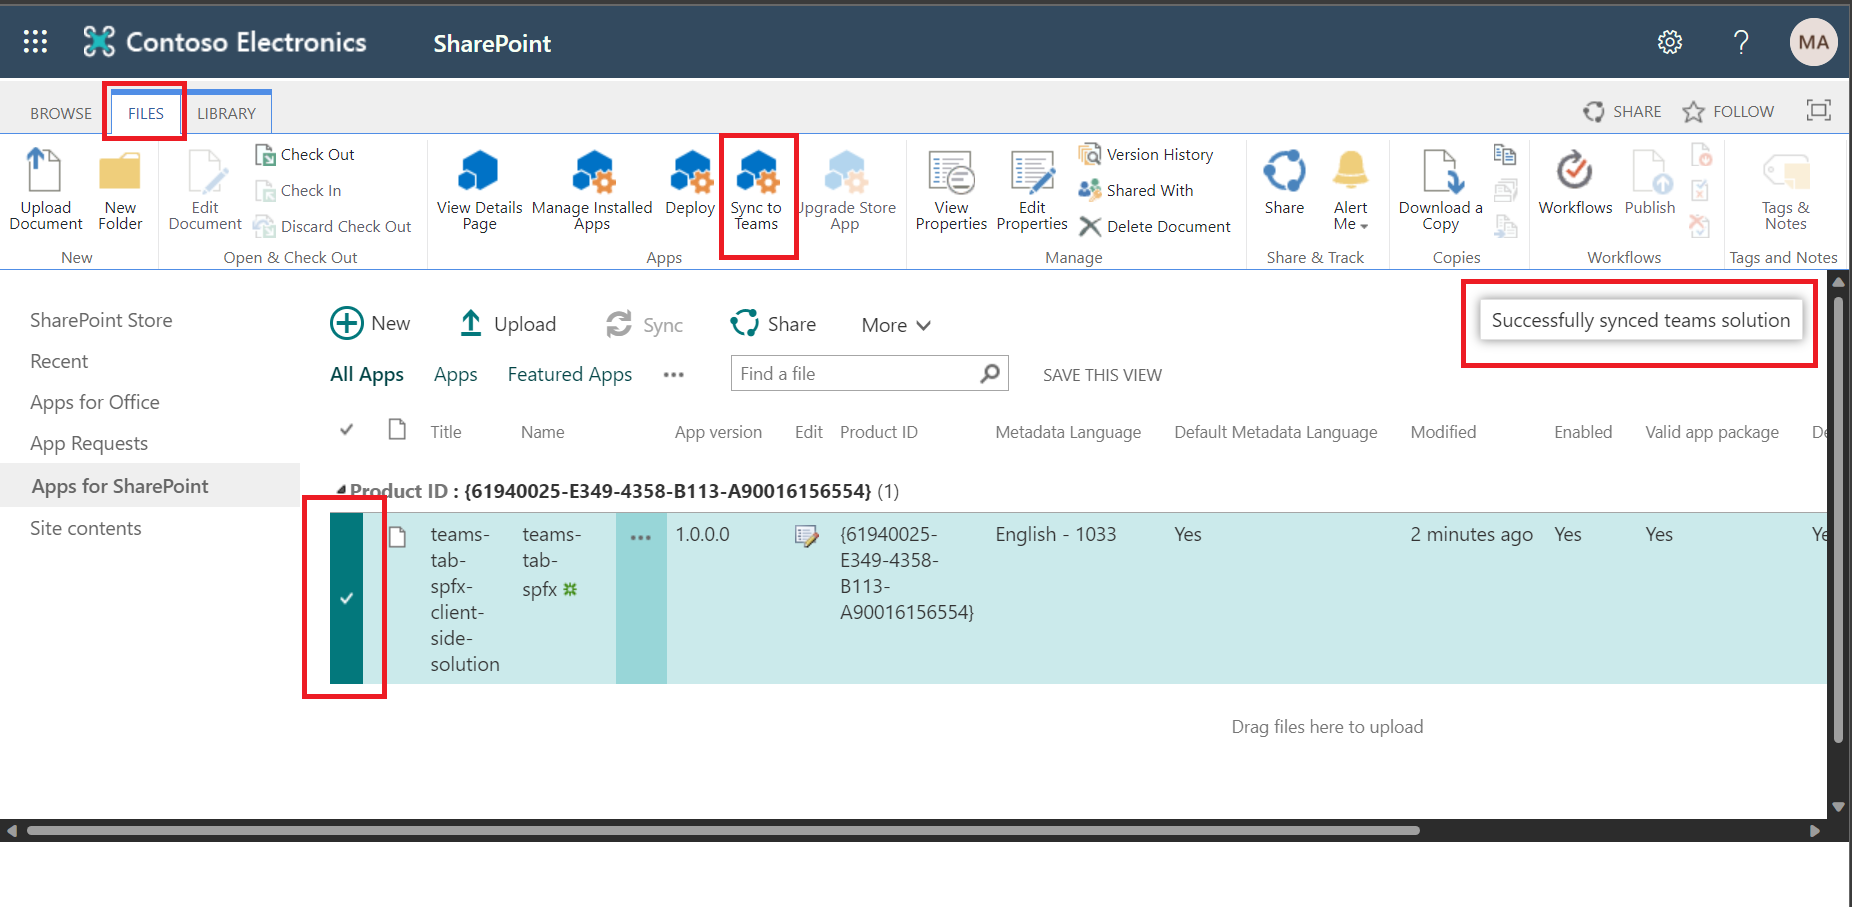 Contoso Electronics
SharePoint
MA
BROWSE
FILES
LIBRARY
SHARE
FOLLOW
Upload Document
New Folder
New
Edit Document
Check Out
Check In
Discard Check Out
Open & Check Out
View Details Page
Manage Installed Apps
Deploy
Sync to Teams
Upgrade Store App
Apps
View Properties
Edit Properties
Version History
Shared With
Delete Document
Manage
Share
Alert Me
Share & Track
Download a Copy
Copies
Workflows
Publish
Workflows
Tags & Notes
Tags and Notes
SharePoint Store
Recent
Apps for Office
App Requests
Apps for SharePoint
Site contents
New
Upload
Sync
Share
More
Successfully synced teams solution
All Apps
Apps
Featured Apps
Find a file
SAVE THIS VIEW
Title
Name
App version
Edit
Product ID
Metadata Language
Default Metadata Language
Modified
Enabled
Valid app package
De
Product ID : {61940025-E349-4358-B113-A90016156554} (1)
teams-
tab-
spfx-
client-
side-
solution
teams-
tab-
spfx
1.0.0.0
{61940025-
E349-4358-
B113-
A90016156554}
English - 1033
Yes
2 minutes ago
Yes
Yes
Ye
Drag files here to upload